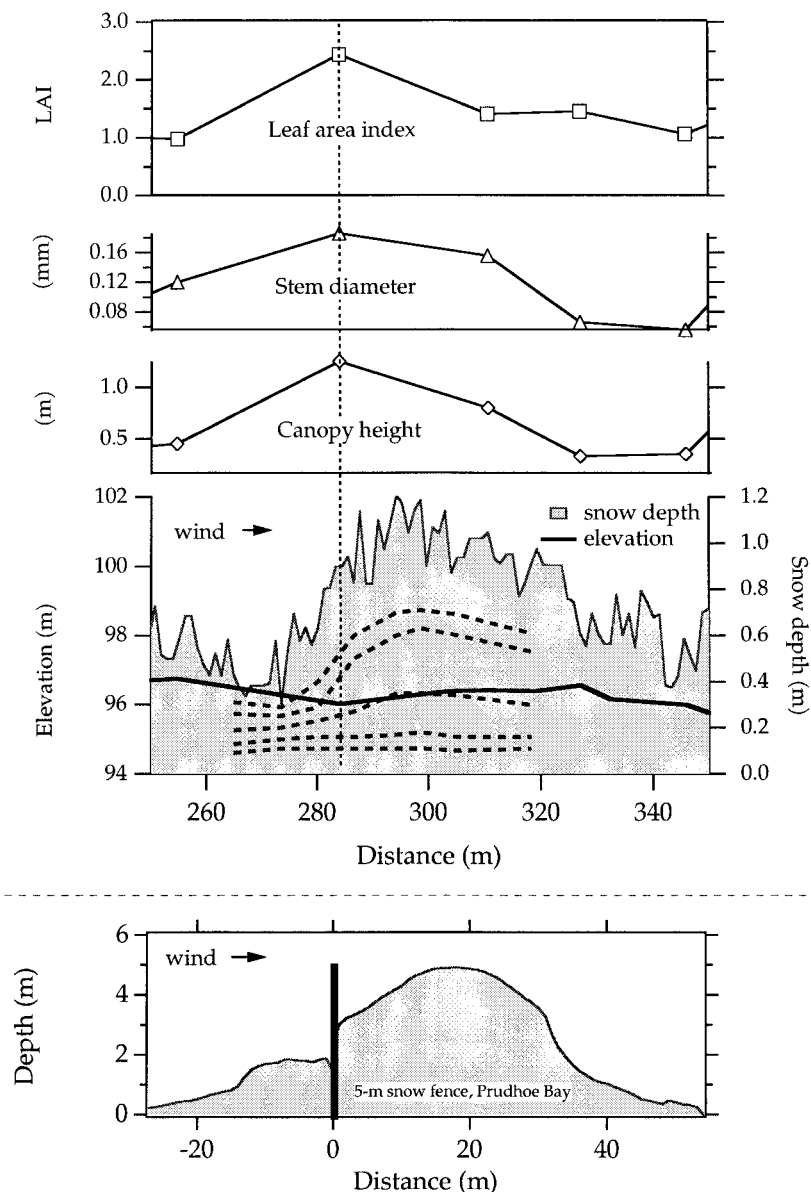 3.0
2.0
1.0
0.0
LAI
Leaf area index
0.16
0.12
0.08
(mm)
Stem diameter
1.0
0.5
(m)
Canopy height
102
100
98
96
94
Elevation (m)
wind
snow depth
elevation
1.2
1.0
0.8
0.6
0.4
0.2
0.0
Snow depth (m)
260 280 300 320 340
Distance (m)
6
4
2
0
Depth (m)
wind
5-m snow fence, Prudhoe Bay
-20 0 20 40
Distance (m)